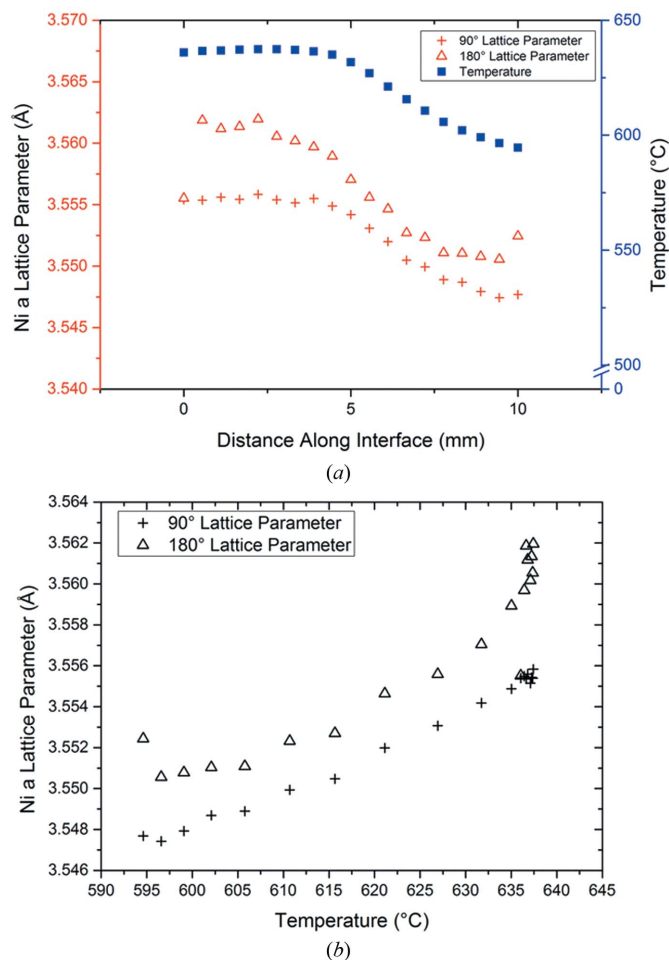 3.570
3.565
3.560
3.555
3.550
3.545
3.540
Ni a Lattice Parameter (Å)
90° Lattice Parameter
180° Lattice Parameter
Temperature
650
600
550
500
0
Temperature (°C)
0 5 10
Distance Along Interface (mm)
(a)
3.564
3.562
3.560
3.558
3.556
3.554
3.552
3.550
3.548
3.546
Ni a Lattice Parameter (Å)
90° Lattice Parameter
180° Lattice Parameter
590 595 600 605 610 615 620 625 630 635 640 645
Temperature (°C)
(b)